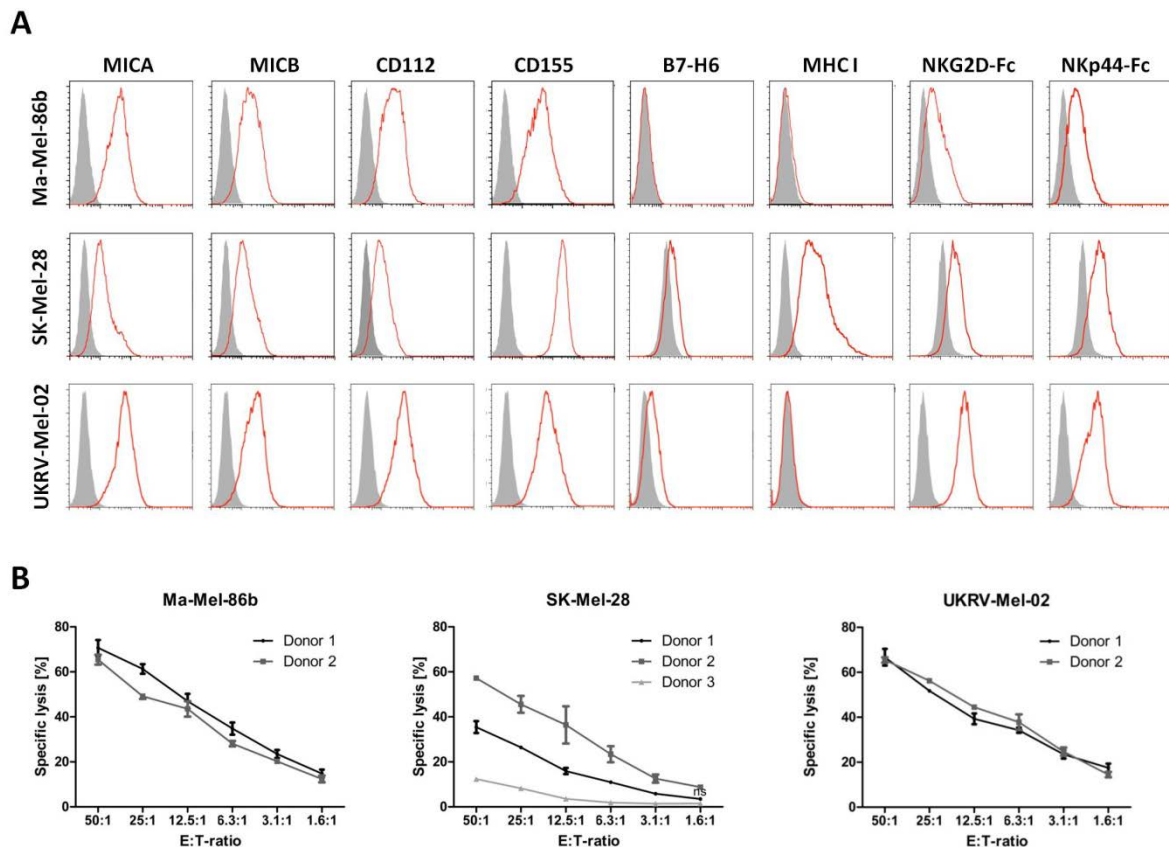 A
MICA MICB CD112 CD155 B7-H6 MHC I NKG2D-Fc NKp44-Fc
Ma-Mel-86b
SK-Mel-28
UKRV-Mel-02
B
Ma-Mel-86b
Specific lysis [%]
80
60
40
20
0
Donor 1
Donor 2
50:1 25:1 12.5:1 6.3:1 3.1:1 1.6:1
E:T-ratio
SK-Mel-28
Specific lysis [%]
80
60
40
20
0
Donor 1
Donor 2
Donor 3
ns
50:1 25:1 12.5:1 6.3:1 3.1:1 1.6:1
E:T-ratio
UKRV-Mel-02
Specific lysis [%]
80
60
40
20
0
Donor 1
Donor 2
50:1 25:1 12.5:1 6.3:1 3.1:1 1.6:1
E:T-ratio